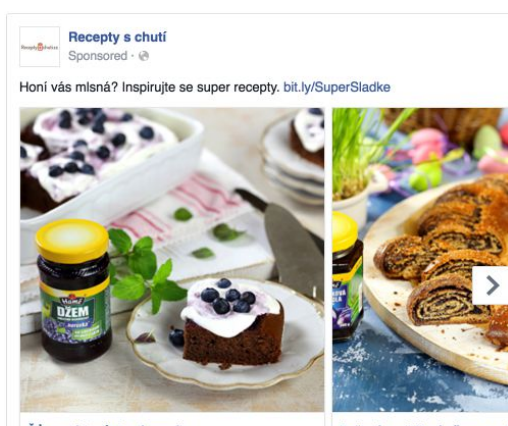 Recepty s chutí
Sponsored ·
Honí vás mlsná? Inspirujte se super recepty. bit.ly/SuperSladke
DŽEM